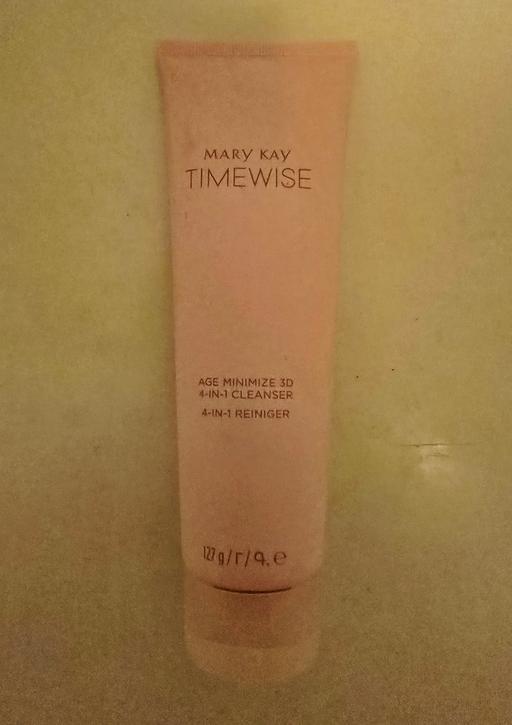 MARY KAY
TIMEWISE
AGE MINIMIZE 3D
4-IN-1 CLEANSER
4-IN-1 REINIGER
127 g/г/գ. ℮